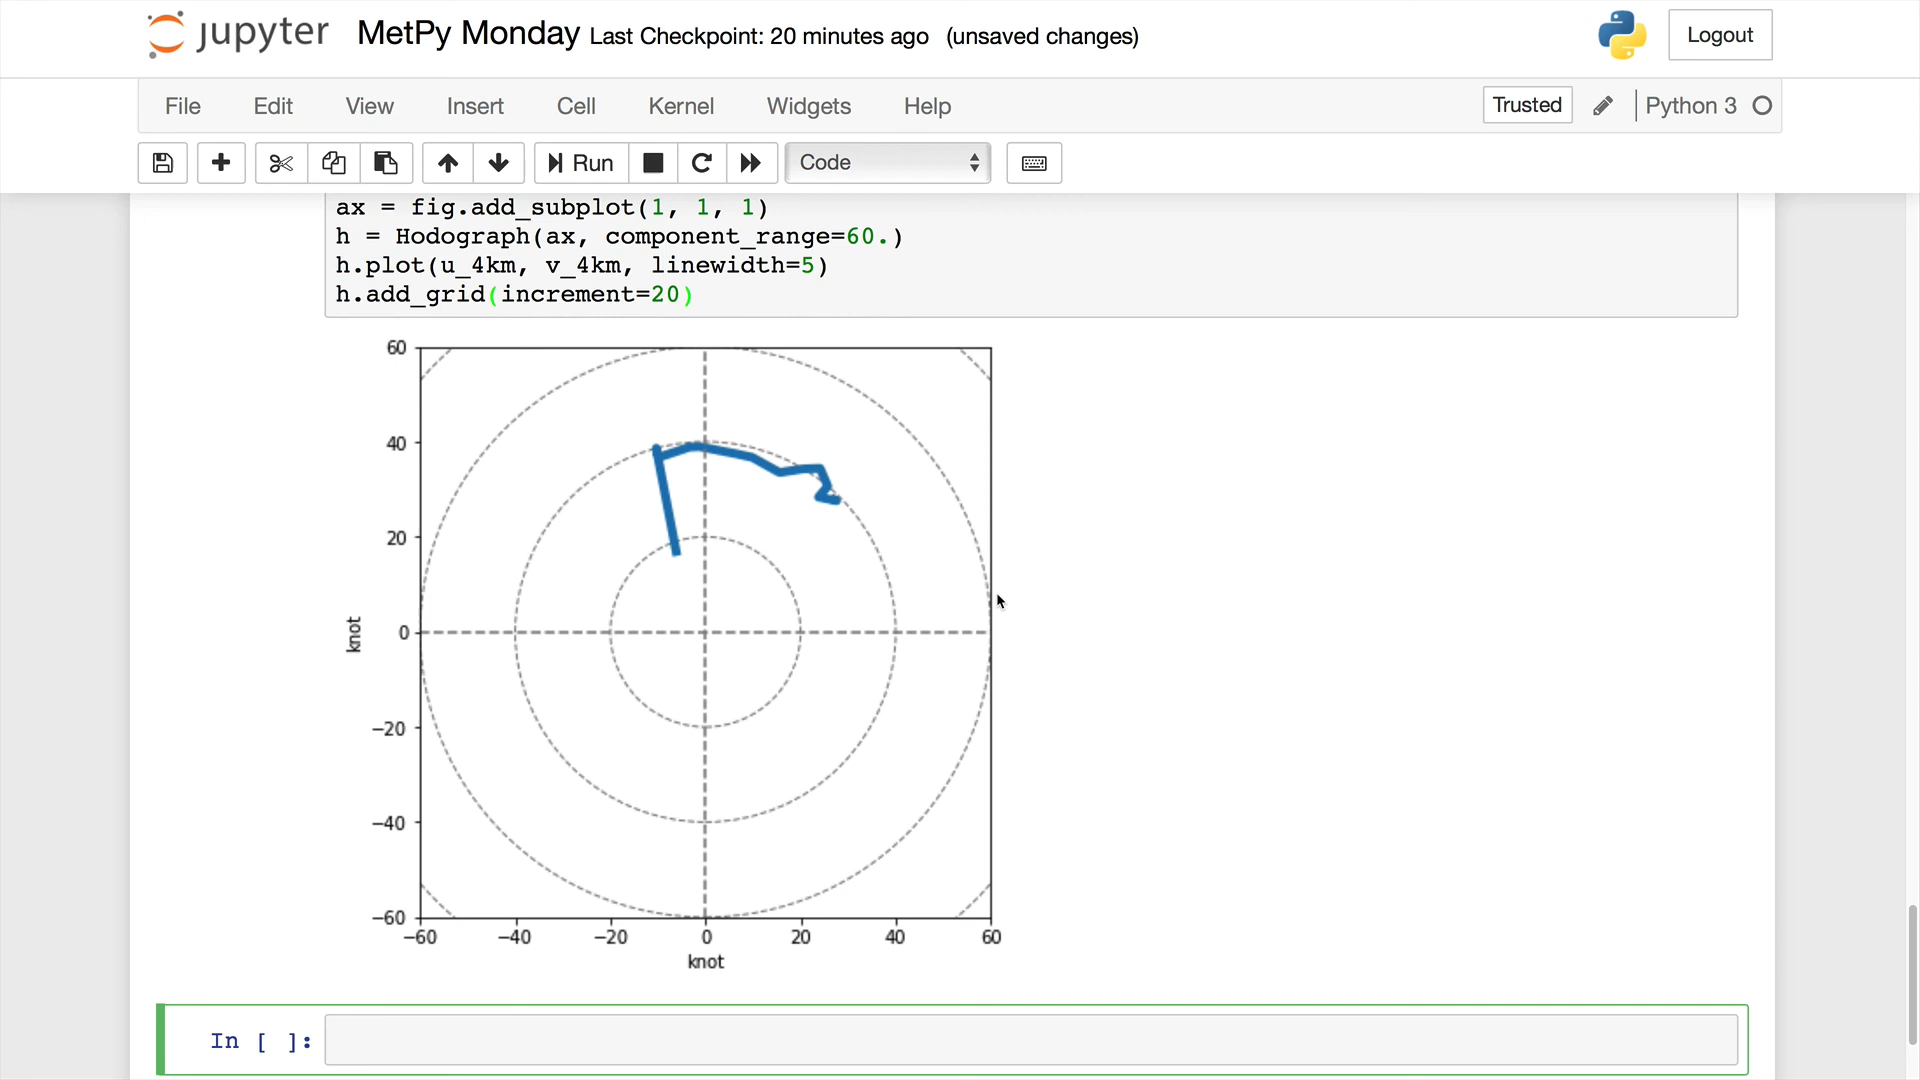 jupyter MetPy Monday Last Checkpoint: 20 minutes ago (unsaved changes) Logout
File Edit View Insert Cell Kernel Widgets Help Trusted Python 3
Run Code
ax = fig.add_subplot(1, 1, 1)
h = Hodograph(ax, component_range=60.)
h.plot(u_4km, v_4km, linewidth=5)
h.add_grid(increment=20)
60
40
20
0
−20
−40
−60
knot
−60 −40 −20 0 20 40 60
knot
In [ ]: